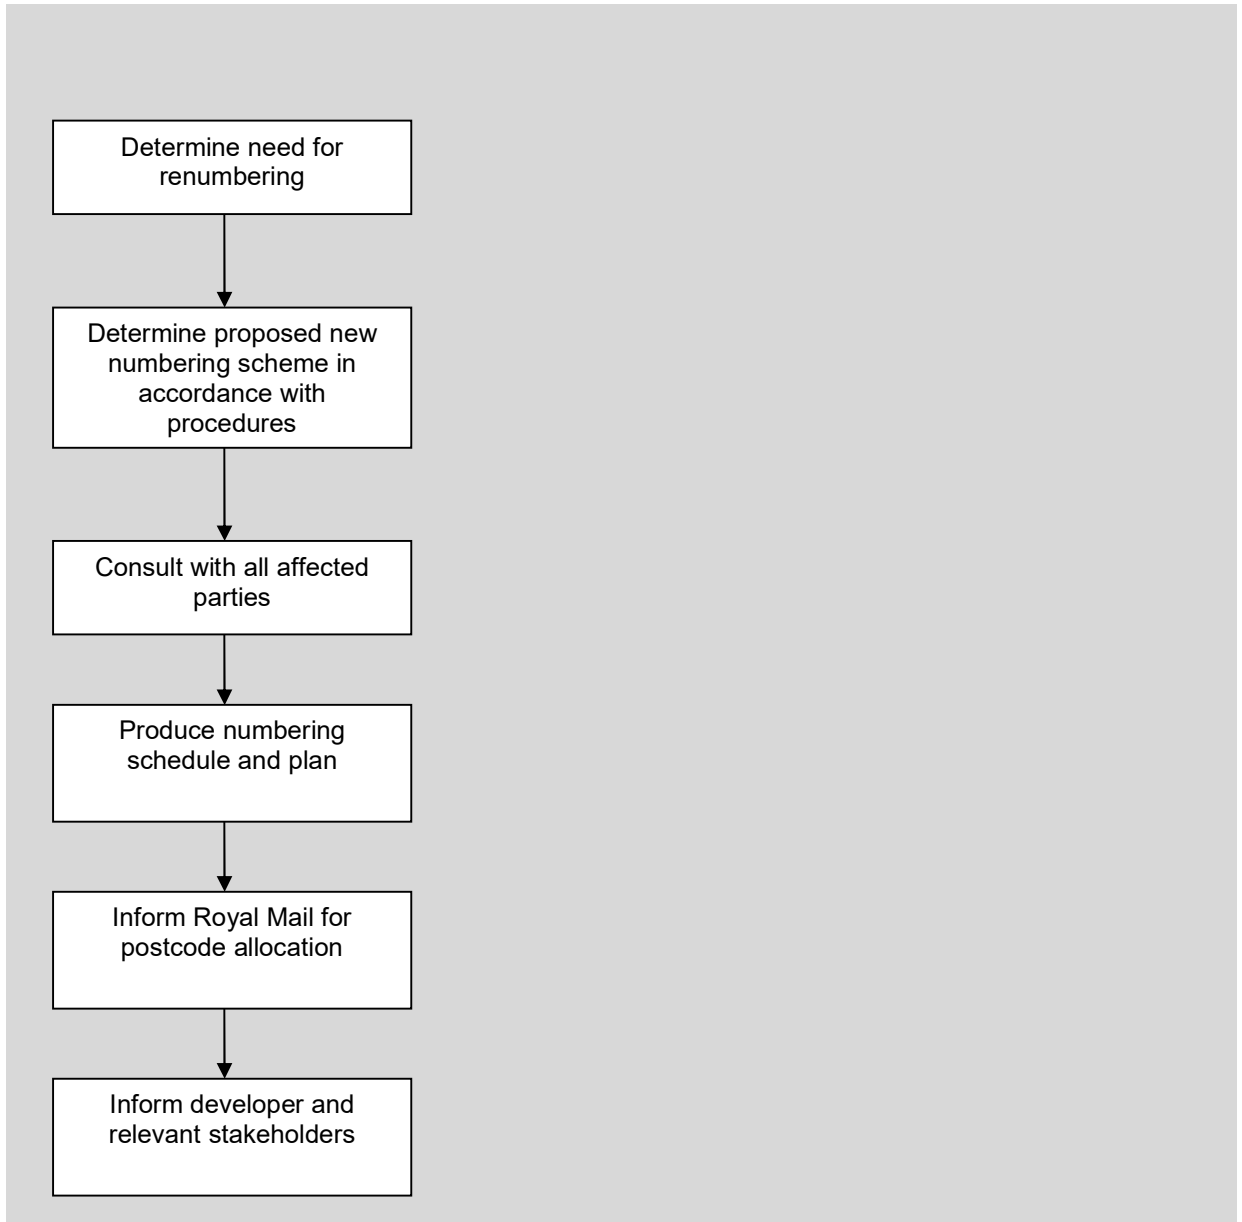 Determine need for
renumbering
Determine proposed new
numbering scheme in
accordance with
procedures
Consult with all affected
parties
Produce numbering
schedule and plan
Inform Royal Mail for
postcode allocation
Inform developer and
relevant stakeholders